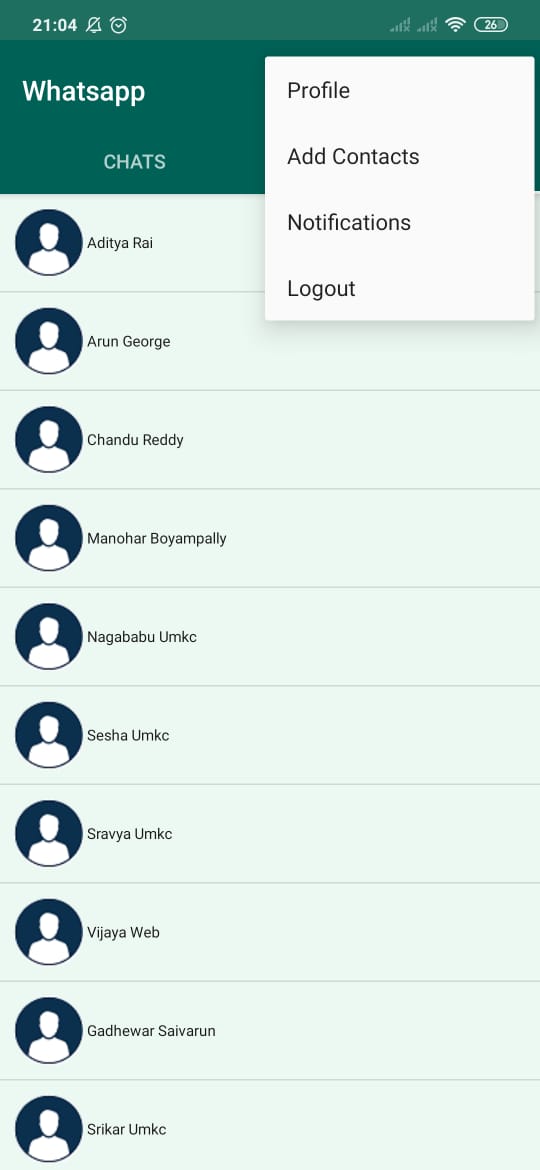 21:04
26
Whatsapp
CHATS
Profile
Add Contacts
Notifications
Logout
Aditya Rai
Arun George
Chandu Reddy
Manohar Boyampally
Nagababu Umkc
Sesha Umkc
Sravya Umkc
Vijaya Web
Gadhewar Saivarun
Srikar Umkc